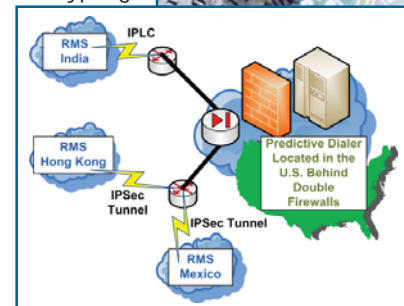 RMS
India
IPLC
RMS
Hong Kong
IPSec
Tunnel
IPSec Tunnel
RMS
Mexico
Predictive Dialer
Located in the
U.S. Behind
Double
Firewalls